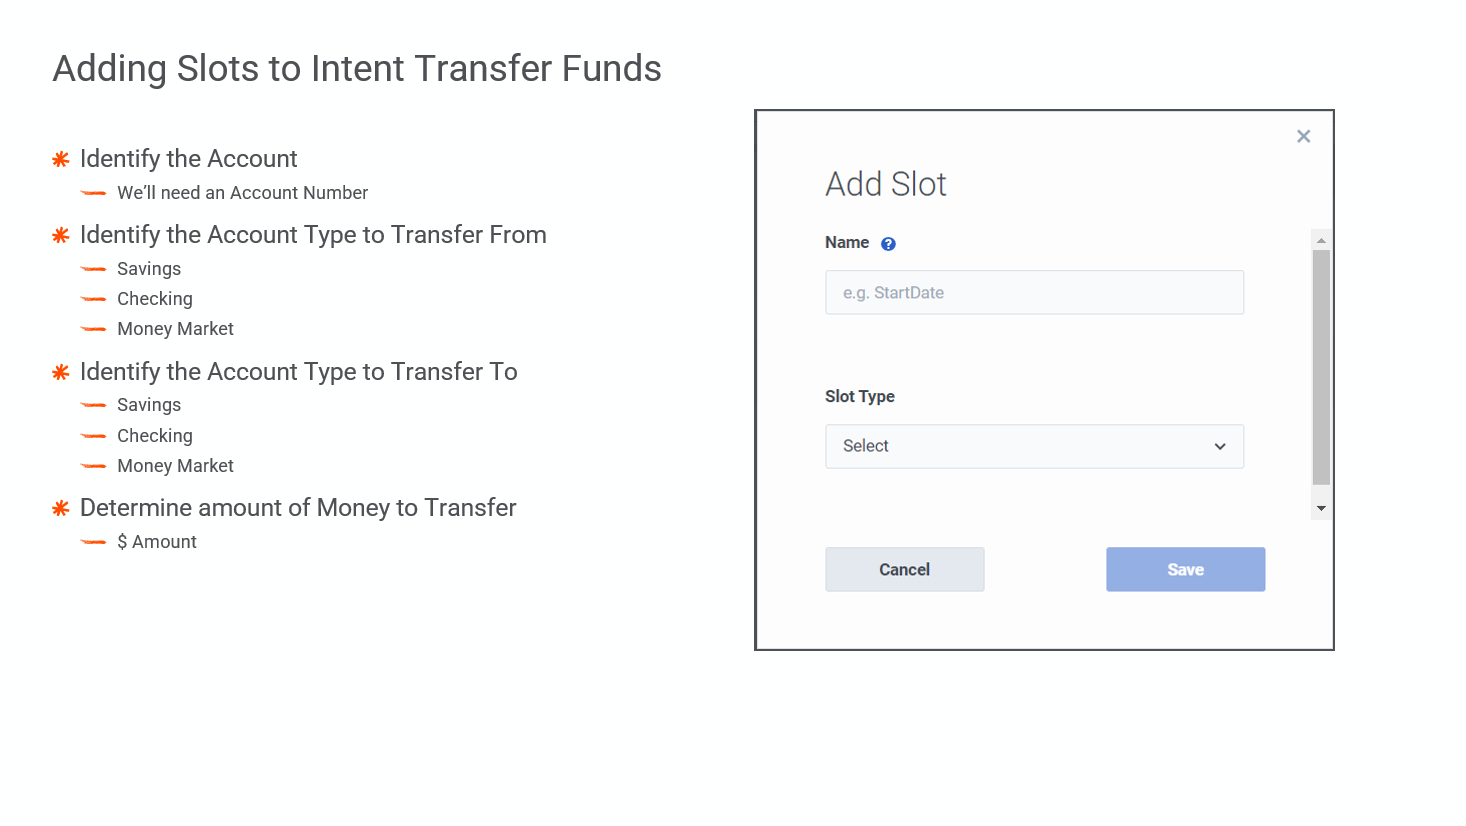 Adding Slots to Intent Transfer Funds
Identify the Account
We’ll need an Account Number
Identify the Account Type to Transfer From
Savings
Checking
Money Market
Identify the Account Type to Transfer To
Savings
Checking
Money Market
Determine amount of Money to Transfer
$ Amount
Add Slot
Name
e.g. StartDate
Slot Type
Select
Cancel
Save